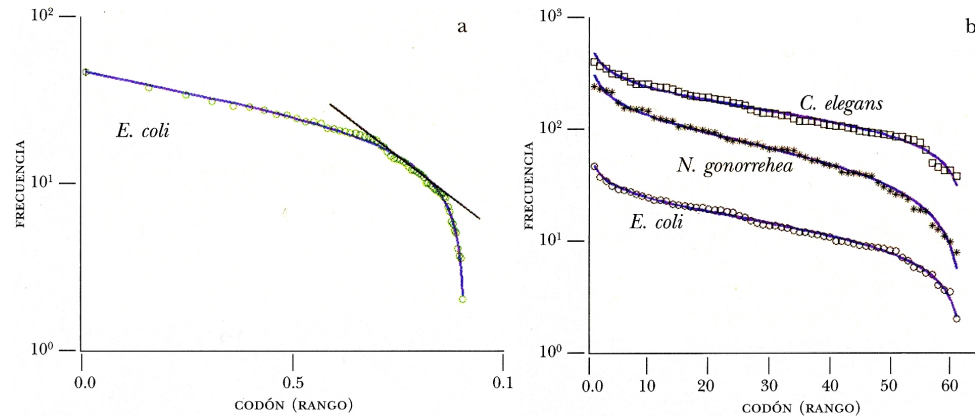 a
10²
E. coli
FRECUENCIA
10¹
10⁰
0.0
0.5
0.1
CODÓN (RANGO)
b
10³
C. elegans
10²
N. gonorrehea
FRECUENCIA
E. coli
10¹
10⁰
0.0
10
20
30
40
50
60
CODÓN (RANGO)